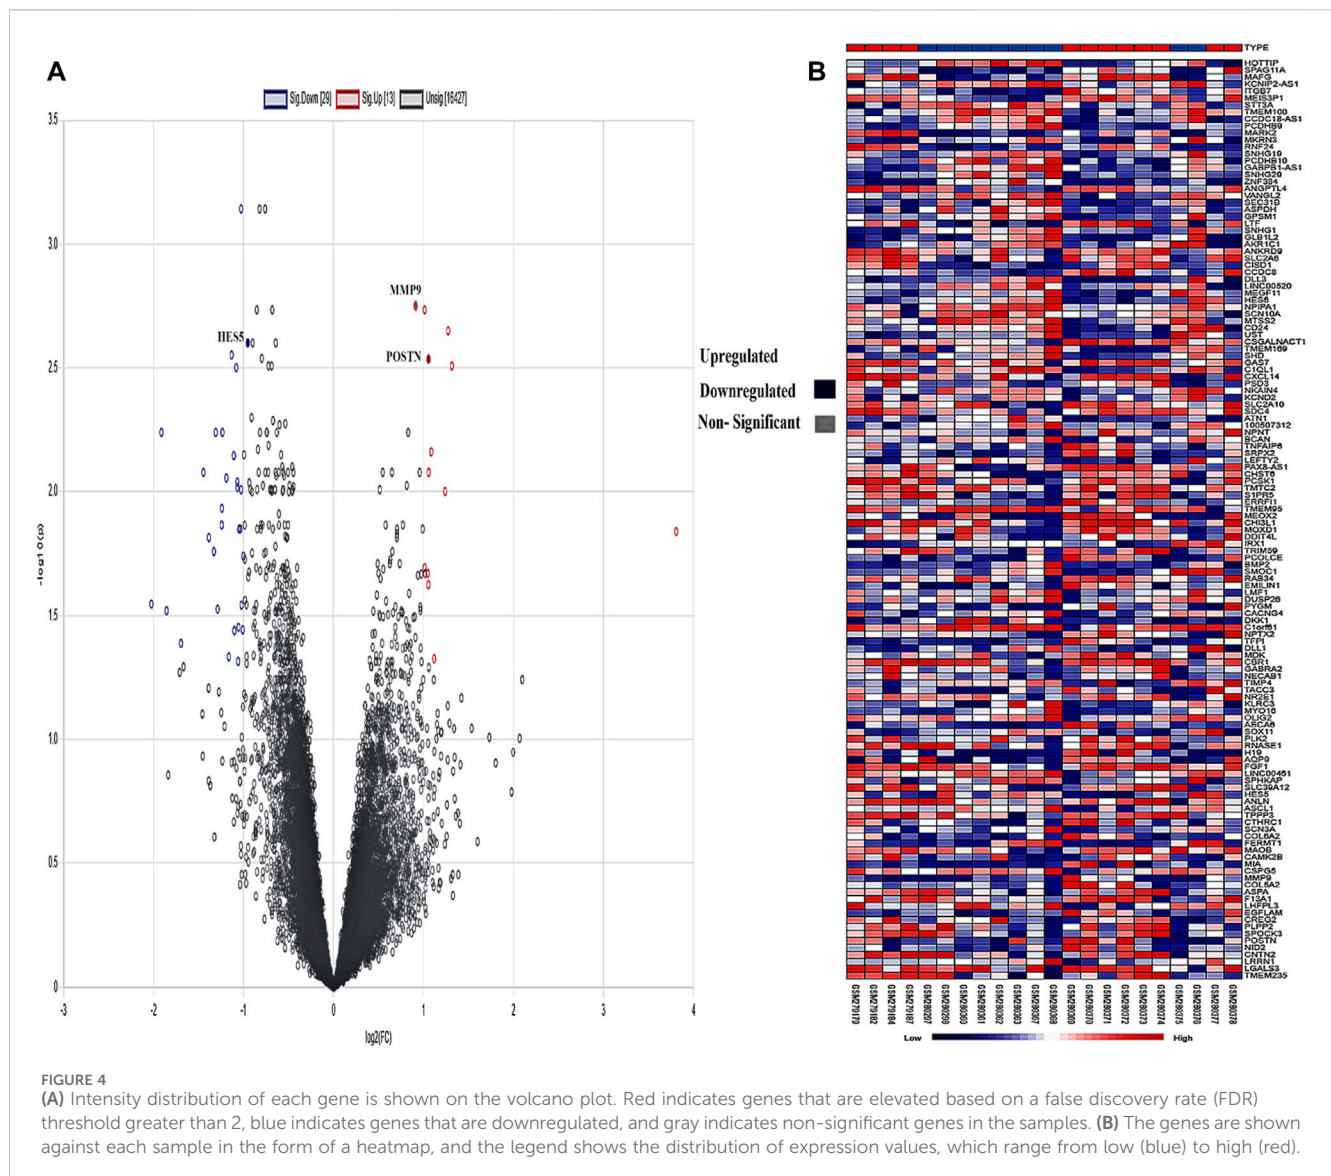 A
Sig.Down [29] Sig.Up [13] Unsig [16427]
3.5
3.0
2.5
2.0
1.5
1.0
0.5
0
-log10(p)
MMP9
HES5
POSTN
-3 -2 -1 0 1 2 3 4
log2(FC)
Upregulated
Downregulated
Non- Significant
B
TYPE
HOTTIP
SPAG11A
MAFG
KCNIP2-AS1
ITGB7
MEIS3P1
STT3A
TMEM100
CCDC18-AS1
PCDHB9
MARK2
MKRN3
RNF24
SNHG19
PCDHB10
GABPB1-AS1
SNHG29
ZNF384
ANGPTL4
VANGL2
SEC31B
ASPDH
GPSM1
LTF
SNHG1
GLB1L2
AKR1C1
ANKRD9
SLC2A6
CISD1
CCDC8
DLL3
LINC00520
MEGF11
HES6
NPIPA1
SCN10A
MTSS2
CD24
UST
CSGALNACT1
TMEM169
SHD
GAS7
C1QL1
CXCL14
PSD3
NKAIN4
KCND2
SLC2A10
SDC4
ATN1
100507312
NPNT
BCAN
TNFAIP6
SRPX2
LEFTY2
PAX8-AS1
CHST6
PCSK1
TMTC2
S1PR5
ERRFI1
TMEM95
MEOX2
CHI3L1
MOXD1
DDIT4L
IRX1
TRIM59
PCOLCE
BMP2
SMOC1
RAB34
EMILIN1
LMF1
DUSP26
PYGM
CACNG4
DKK1
C1orf61
NPTX2
TFPI
DLL1
MDK
CBR1
GABRA2
NECAB1
TIMP4
TACC3
NR2E1
KLRC3
MYO16
OLIG2
ABCA8
SOX11
PLK2
RNASE1
H19
AQP9
FGF1
LINC00461
SPHKAP
SLC39A12
HES5
ANLN
ASCL1
TPPP3
CTHRC1
SCN3A
COL6A2
FERMT1
MAOB
CAMK2B
MIA
CSPG5
MMP9
COL5A2
ASPA
F13A1
LHFPL3
EGFLAM
CREG2
PLPP2
SPOCK3
POSTN
NID2
CNTN2
LRRN1
LGALS3
TMEM235
Low High
FIGURE 4
(A) Intensity distribution of each gene is shown on the volcano plot. Red indicates genes that are elevated based on a false discovery rate (FDR)
threshold greater than 2, blue indicates genes that are downregulated, and gray indicates non-significant genes in the samples. (B) The genes are shown
against each sample in the form of a heatmap, and the legend shows the distribution of expression values, which range from low (blue) to high (red).